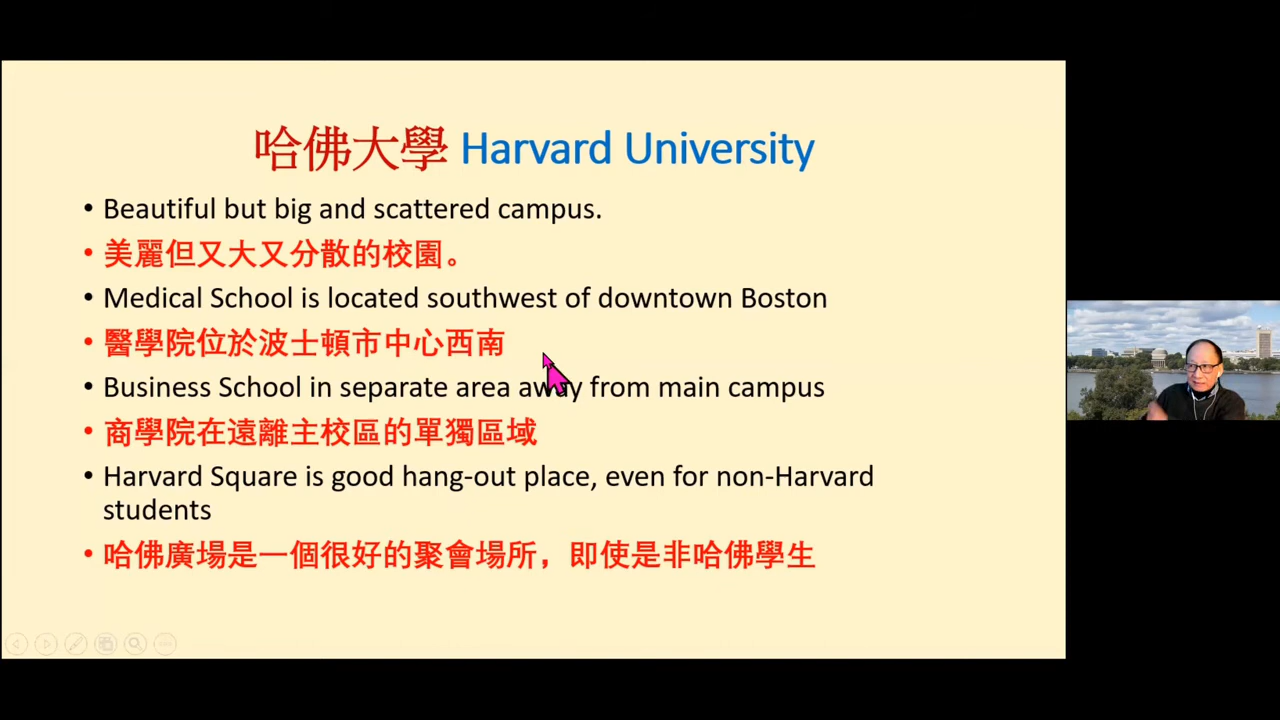 哈佛大學 Harvard University
• Beautiful but big and scattered campus.
• 美麗但又大又分散的校園。
• Medical School is located southwest of downtown Boston
• 醫學院位於波士頓市中心西南
• Business School in separate area away from main campus
• 商學院在遠離主校區的單獨區域
• Harvard Square is good hang-out place, even for non-Harvard
students
• 哈佛廣場是一個很好的聚會場所，即使是非哈佛學生